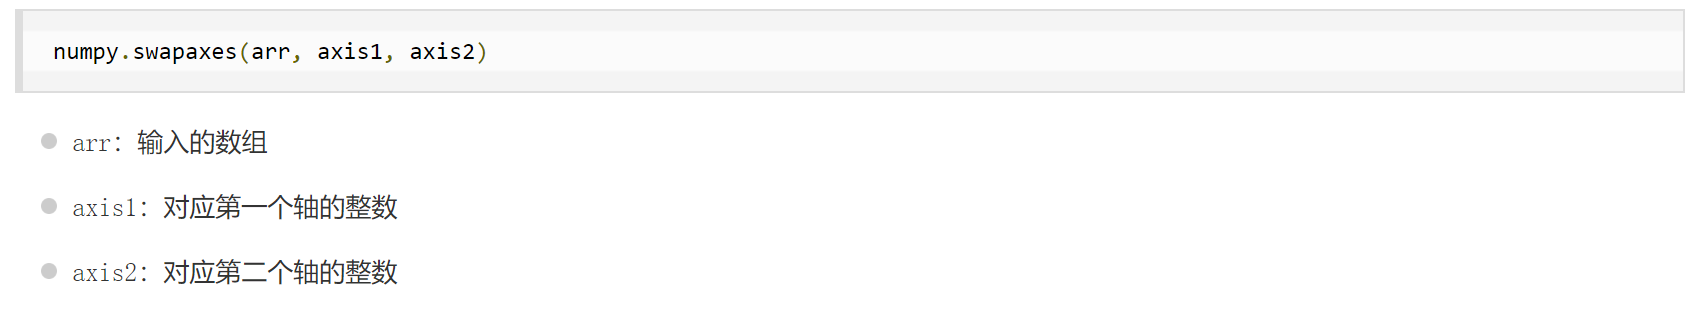 numpy.swapaxes(arr, axis1, axis2)
arr：输入的数组
axis1：对应第一个轴的整数
axis2：对应第二个轴的整数